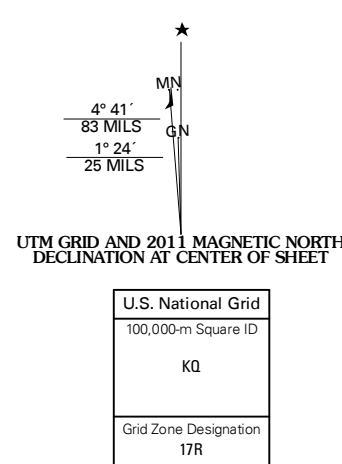 ★
MN
4° 41´
83 MILS
GN
1° 24´
25 MILS
UTM GRID AND 2011 MAGNETIC NORTH
DECLINATION AT CENTER OF SHEET
U.S. National Grid
100,000-m Square ID
KQ
Grid Zone Designation
17R